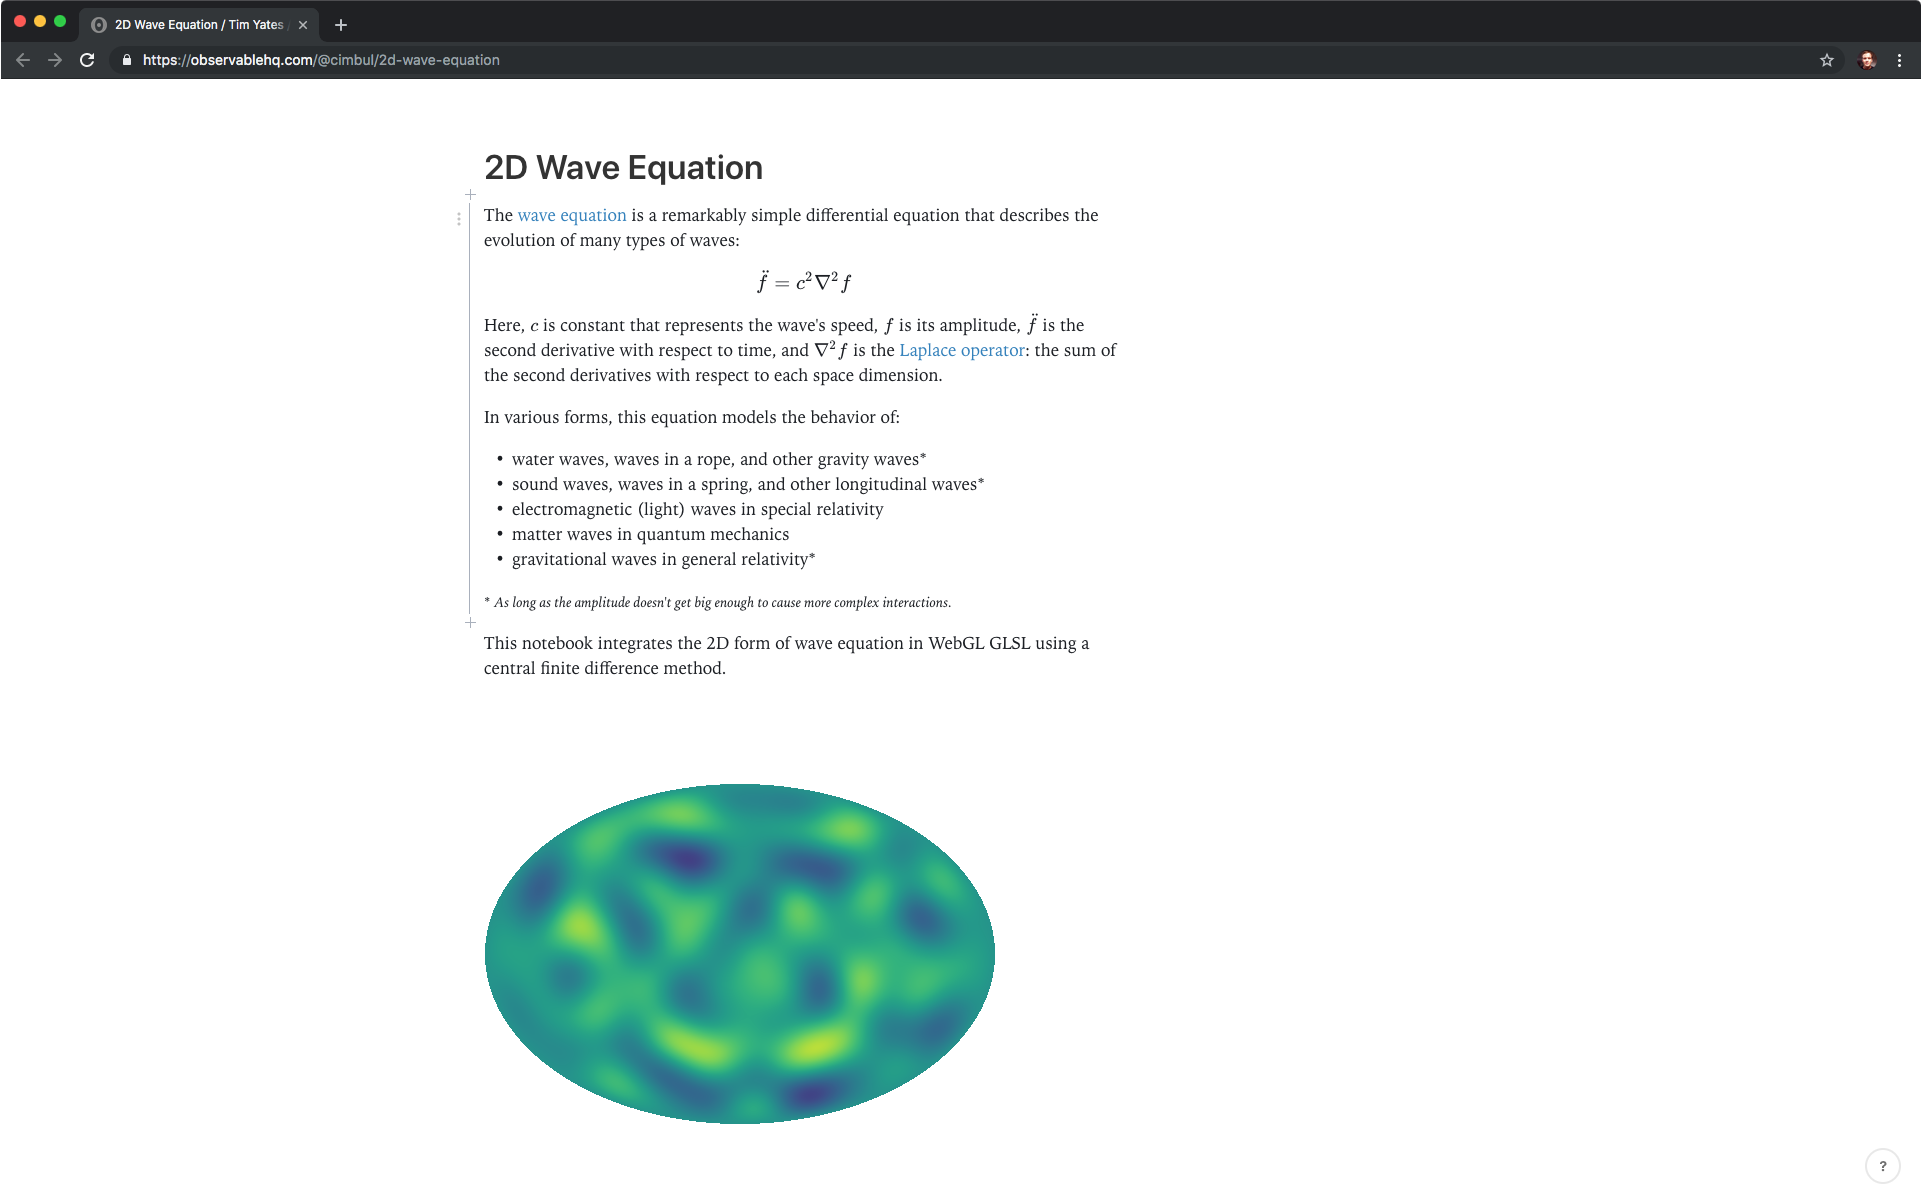 2D Wave Equation / Tim Yates
https://observablehq.com/@cimbul/2d-wave-equation
2D Wave Equation
The wave equation is a remarkably simple differential equation that describes the
evolution of many types of waves:
f̈ = c²∇²f
Here, c is constant that represents the wave's speed, f is its amplitude, f̈ is the
second derivative with respect to time, and ∇²f is the Laplace operator: the sum of
the second derivatives with respect to each space dimension.
In various forms, this equation models the behavior of:
• water waves, waves in a rope, and other gravity waves*
• sound waves, waves in a spring, and other longitudinal waves*
• electromagnetic (light) waves in special relativity
• matter waves in quantum mechanics
• gravitational waves in general relativity*
* As long as the amplitude doesn't get big enough to cause more complex interactions.
This notebook integrates the 2D form of wave equation in WebGL GLSL using a
central finite difference method.
?